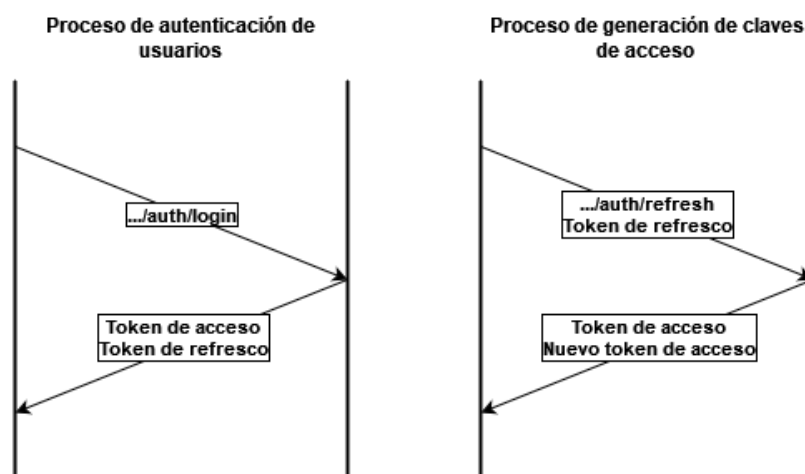 Proceso de autenticación de
usuarios
.../auth/login
Token de acceso
Token de refresco
Proceso de generación de claves
de acceso
.../auth/refresh
Token de refresco
Token de acceso
Nuevo token de acceso